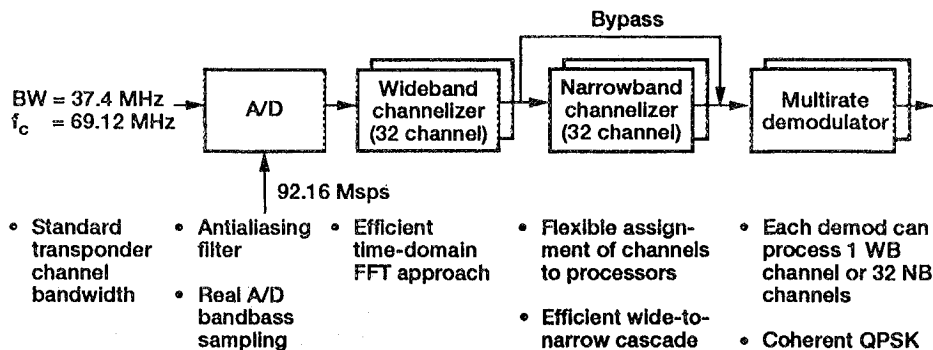 Bypass
BW = 37.4 MHz
fc = 69.12 MHz
A/D
Wideband
channelizer
(32 channel)
Narrowband
channelizer
(32 channel)
Multirate
demodulator
92.16 Msps
• Standard
transponder
channel
bandwidth
• Antialiasing
filter
• Real A/D
bandbass
sampling
• Efficient
time-domain
FFT approach
• Flexible assign-
ment of channels
to processors
• Efficient wide-to-
narrow cascade
• Each demod can
process 1 WB
channel or 32 NB
channels
• Coherent QPSK